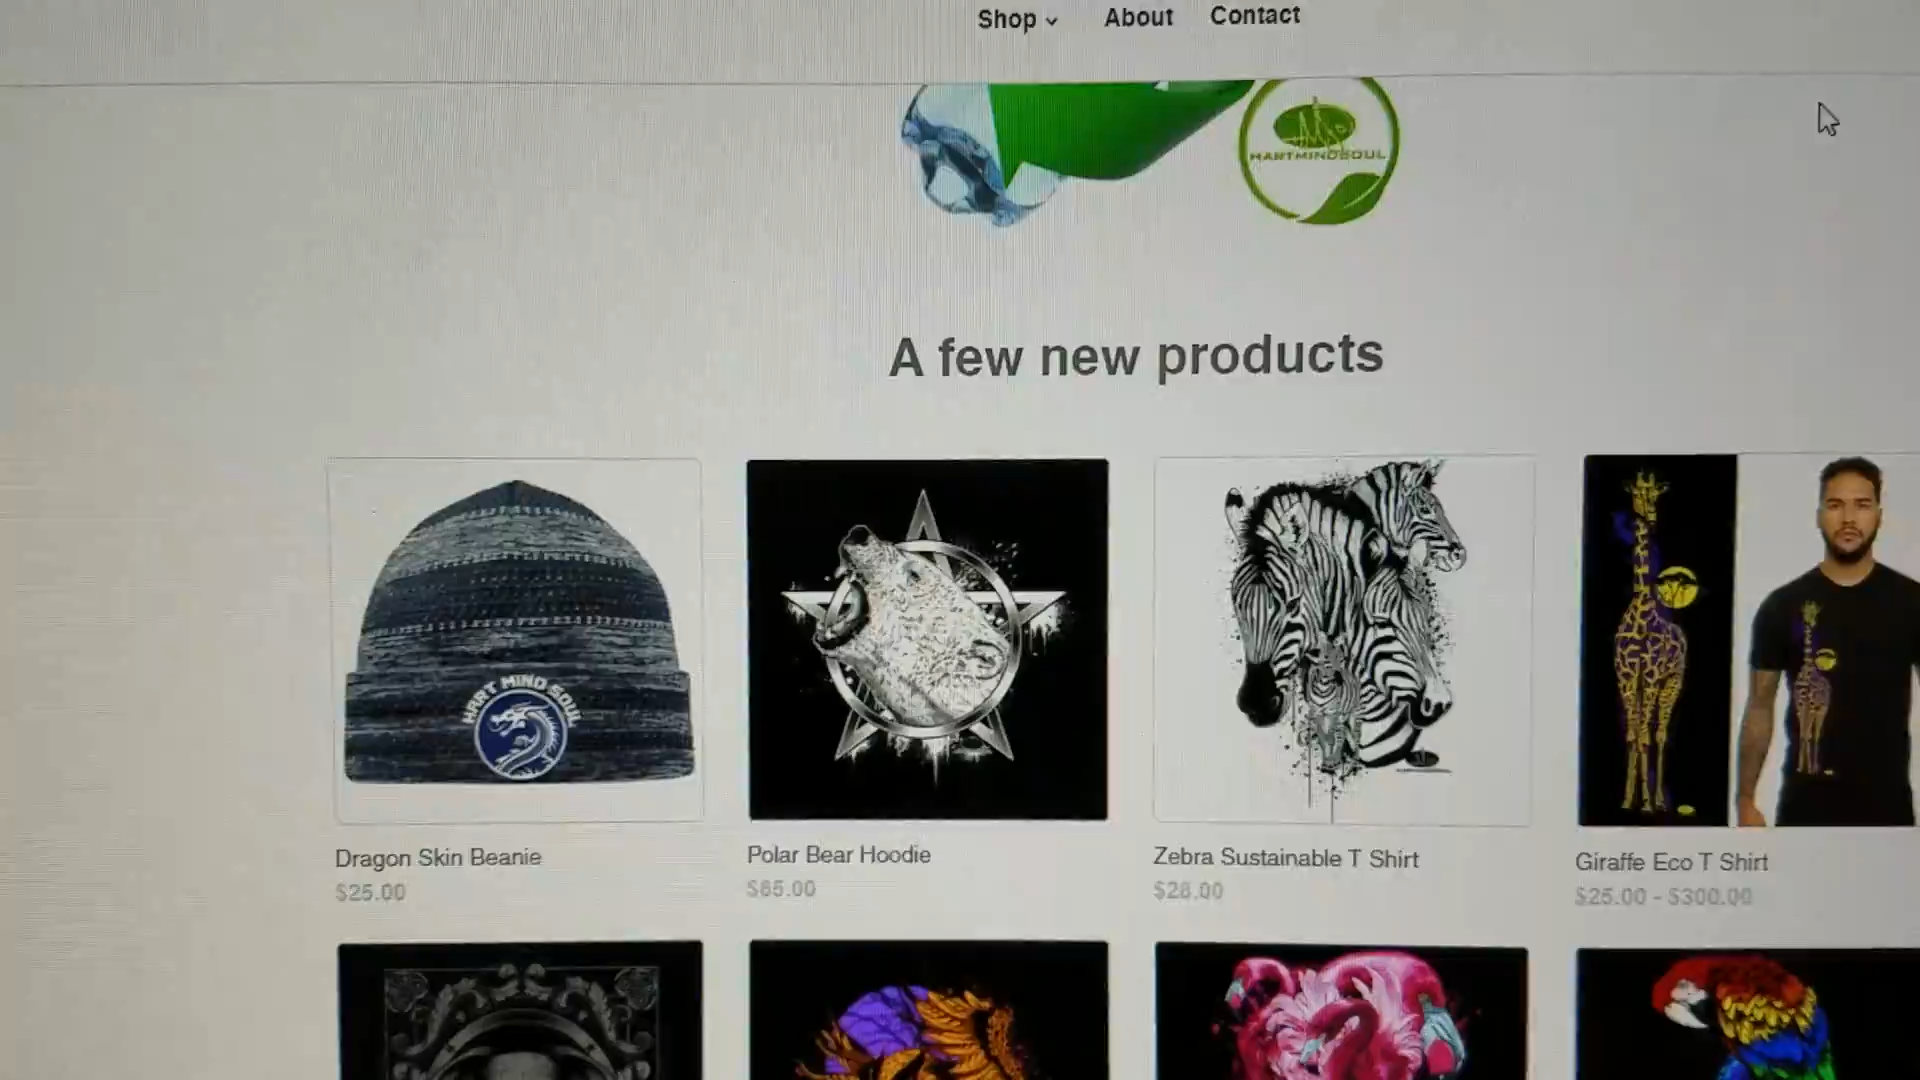 Shop
About
Contact
HARTMINDSOUL
A few new products
HART MIND SOUL
Dragon Skin Beanie
$25.00
Polar Bear Hoodie
$65.00
Zebra Sustainable T Shirt
$28.00
Giraffe Eco T Shirt
$25.00 - $300.00